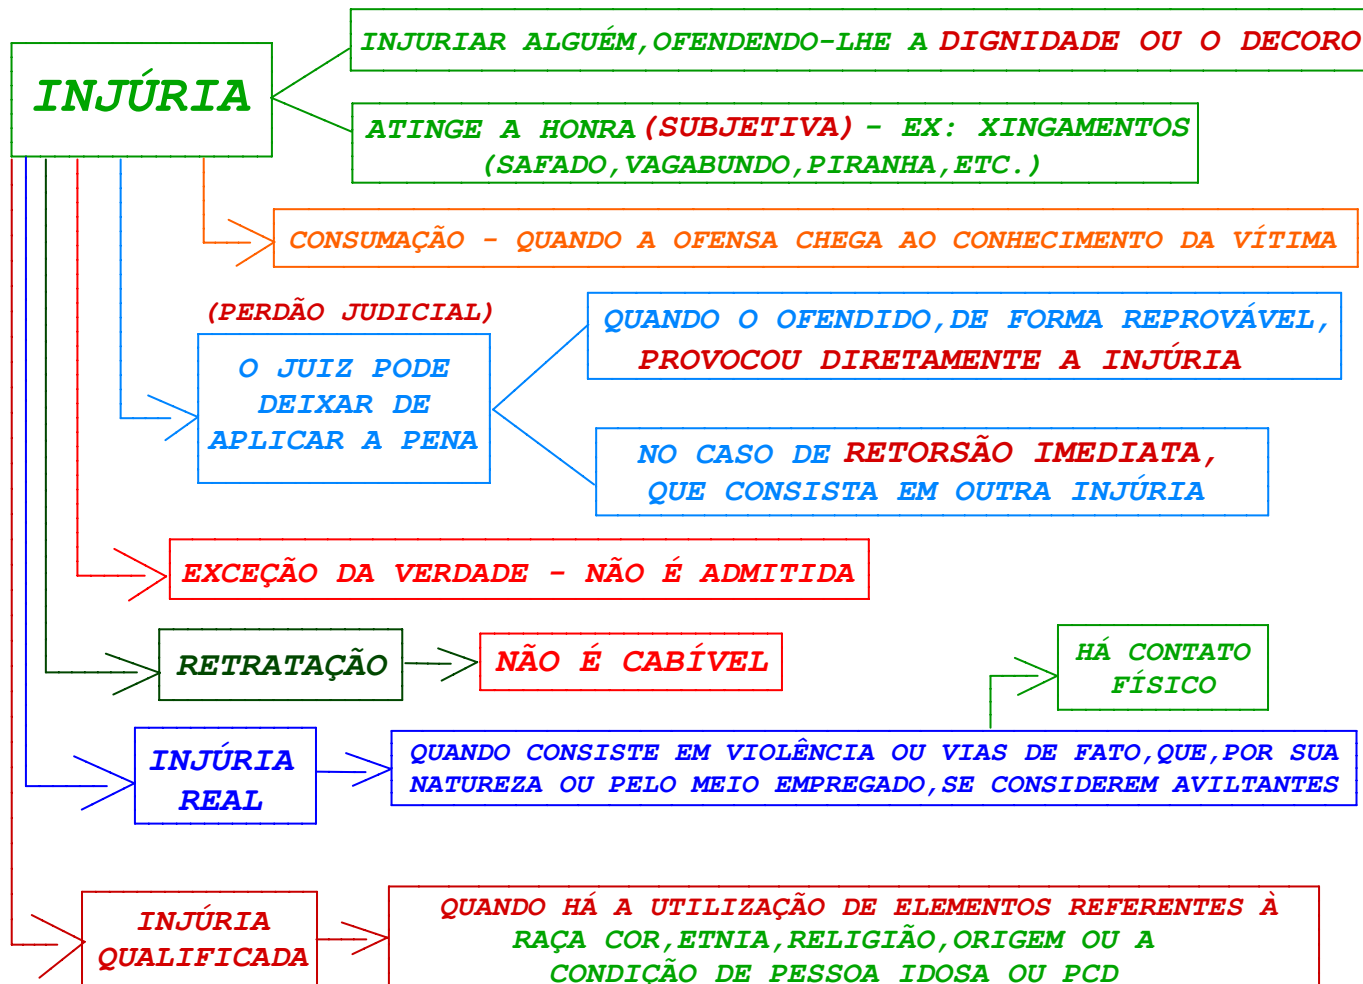 INJÚRIA
INJURIAR ALGUÉM,OFENDENDO-LHE A DIGNIDADE OU O DECORO
ATINGE A HONRA (SUBJETIVA) - EX: XINGAMENTOS
(SAFADO,VAGABUNDO,PIRANHA,ETC.)
CONSUMAÇÃO - QUANDO A OFENSA CHEGA AO CONHECIMENTO DA VÍTIMA
(PERDÃO JUDICIAL)
O JUIZ PODE
DEIXAR DE
APLICAR A PENA
QUANDO O OFENDIDO,DE FORMA REPROVÁVEL,
PROVOCOU DIRETAMENTE A INJÚRIA
NO CASO DE RETORSÃO IMEDIATA,
QUE CONSISTA EM OUTRA INJÚRIA
EXCEÇÃO DA VERDADE - NÃO É ADMITIDA
RETRATAÇÃO
NÃO É CABÍVEL
HÁ CONTATO
FÍSICO
INJÚRIA
REAL
QUANDO CONSISTE EM VIOLÊNCIA OU VIAS DE FATO,QUE,POR SUA
NATUREZA OU PELO MEIO EMPREGADO,SE CONSIDEREM AVILTANTES
INJÚRIA
QUALIFICADA
QUANDO HÁ A UTILIZAÇÃO DE ELEMENTOS REFERENTES À
RAÇA COR,ETNIA,RELIGIÃO,ORIGEM OU A
CONDIÇÃO DE PESSOA IDOSA OU PCD